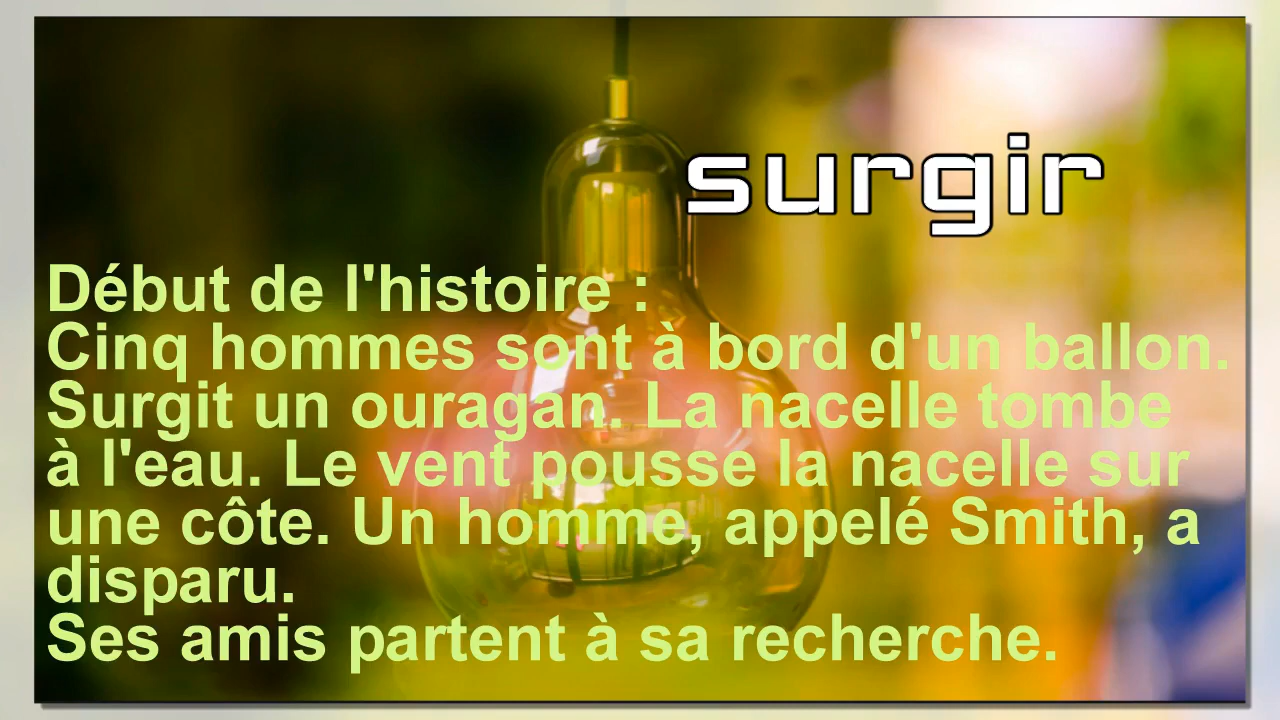 surgir
Début de l'histoire :
Cinq hommes sont à bord d'un ballon.
Surgit un ouragan. La nacelle tombe
à l'eau. Le vent pousse la nacelle sur
une côte. Un homme, appelé Smith, a
disparu.
Ses amis partent à sa recherche.